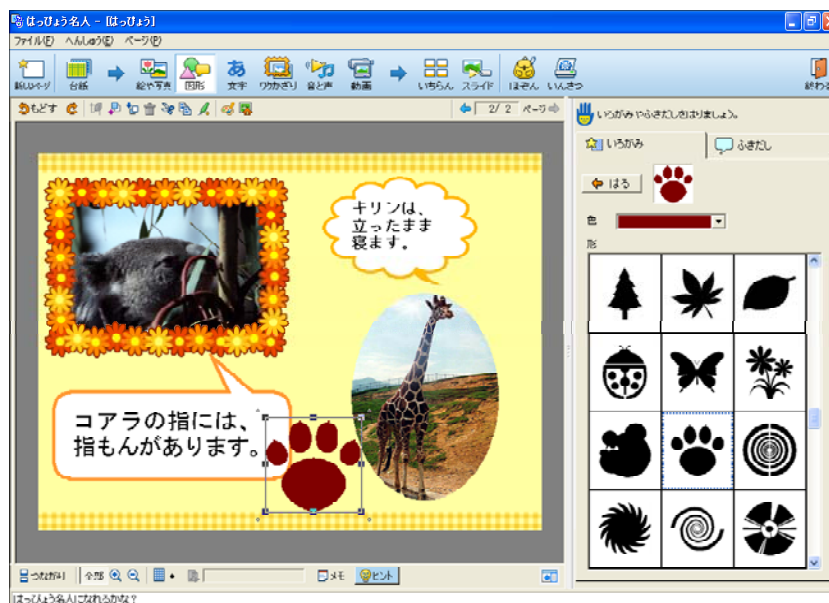 はっぴょう名人 - [はっぴょう]
ファイル(F) へんしゅう(E) ページ(P)
新しいページ 台紙 絵や写真 図形 文字 ワクかざり 音と声 動画 いちらん スライド ほぞん いんさつ 終わる
もどす 2/ 2 ページ
いろがみやふきだしをはりましょう。
いろがみ ふきだし
はる
色
形
キリンは、
立ったまま
寝ます。
コアラの指には、
指もんがあります。
つながり 全部 メモ ヒント
はっぴょう名人になれるかな?